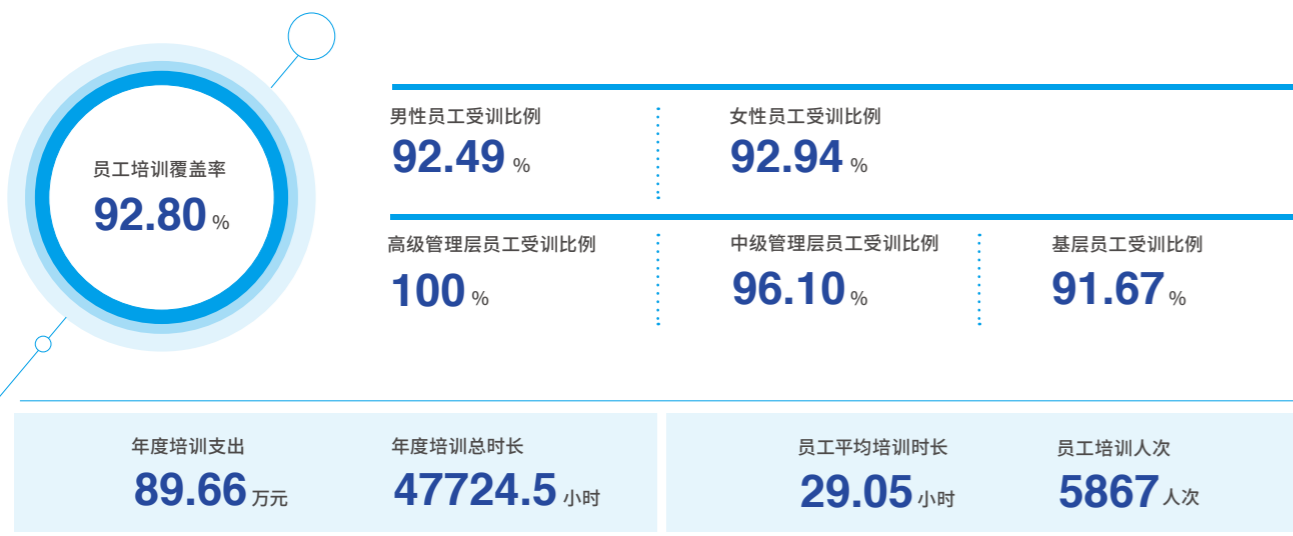 员工培训覆盖率
92.80 %
男性员工受训比例
92.49 %
女性员工受训比例
92.94 %
高级管理层员工受训比例
100 %
中级管理层员工受训比例
96.10 %
基层员工受训比例
91.67 %
年度培训支出
89.66 万元
年度培训总时长
47724.5 小时
员工平均培训时长
29.05 小时
员工培训人次
5867 人次